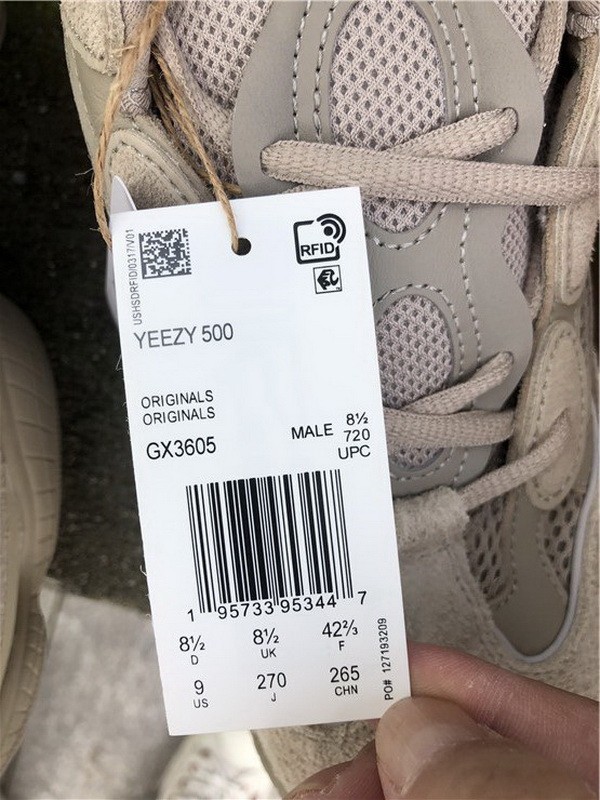 USHSDRFID/0317/V01
RFID
YEEZY 500
ORIGINALS
ORIGINALS
GX3605
MALE 8½
720
UPC
1 95733 95344 7
8½ 8½ 42⅔
D UK F
9 270 265
US J CHN
PO# 127193209